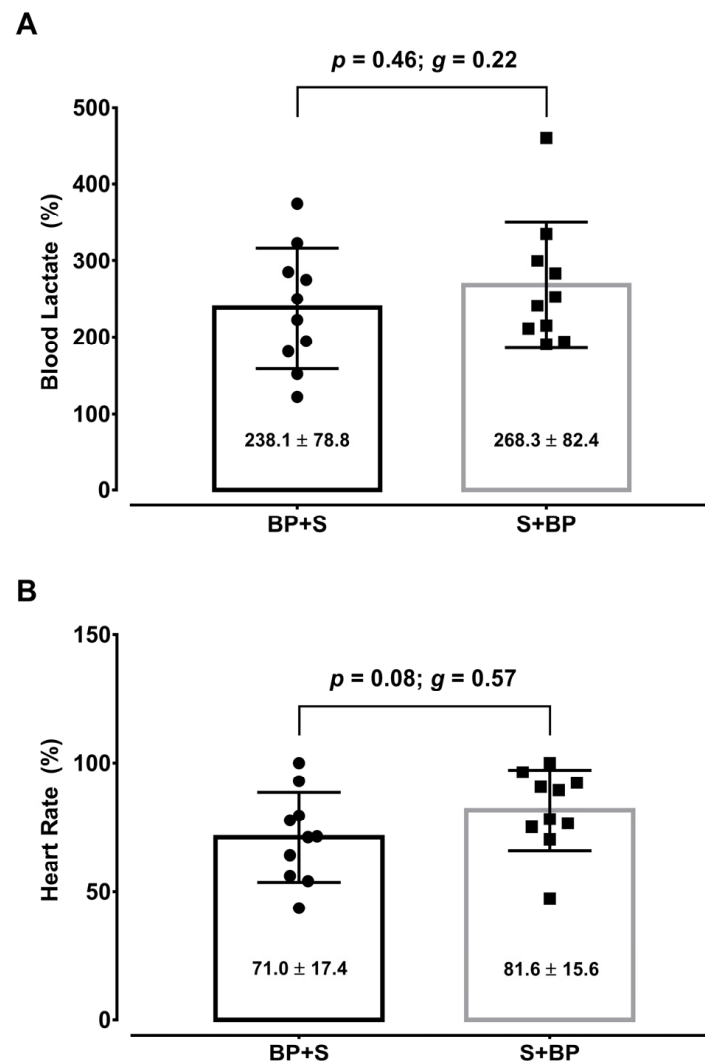 A
p = 0.46; g = 0.22
500
400
300
200
100
0
Blood Lactate (%)
238.1 ± 78.8
268.3 ± 82.4
BP+S
S+BP
B
p = 0.08; g = 0.57
150
100
50
0
Heart Rate (%)
71.0 ± 17.4
81.6 ± 15.6
BP+S
S+BP